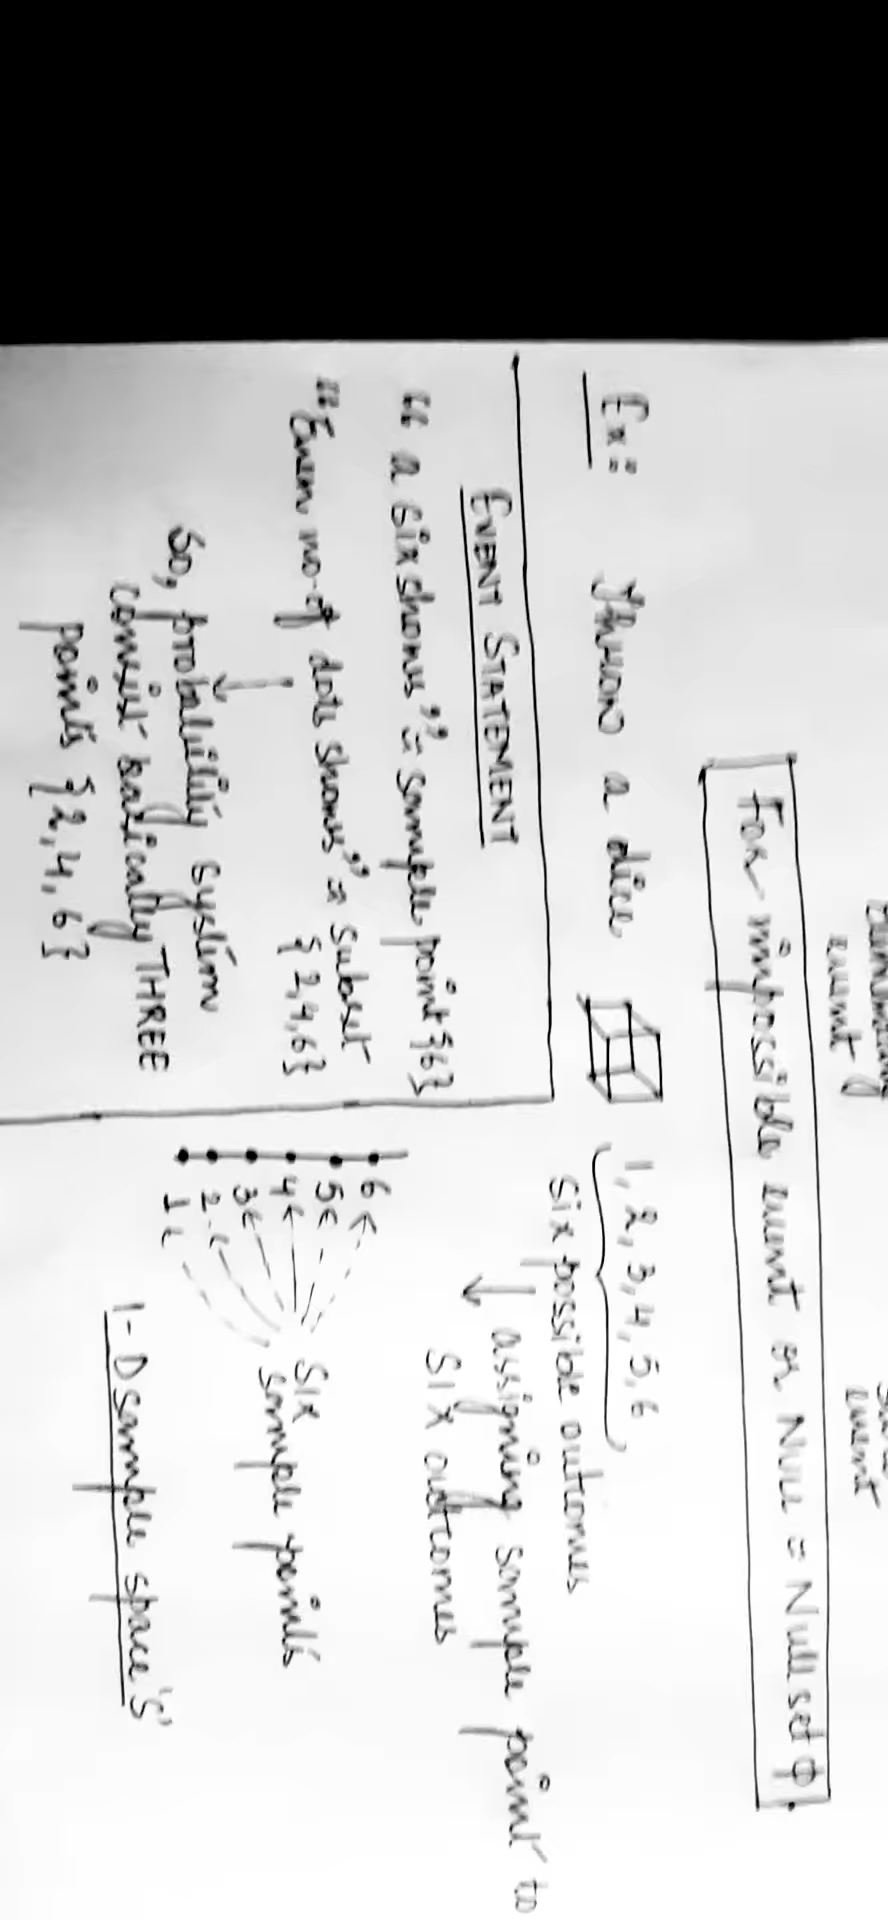 event
event
For impossible event or Null = Null set ϕ.
Ex: Throw a dice 1, 2, 3, 4, 5, 6
six possible outcomes
↓ assigning sample point to
SIX outcomes
EVENT STATEMENT
"a six shows" = sample point {6}
"Even no. of dots shows" = subset
{2,4,6}
So, probability system
consist basically THREE
points {2,4,6}
6
5
4
3
2
1
Six
sample points
1-D sample space 'S'